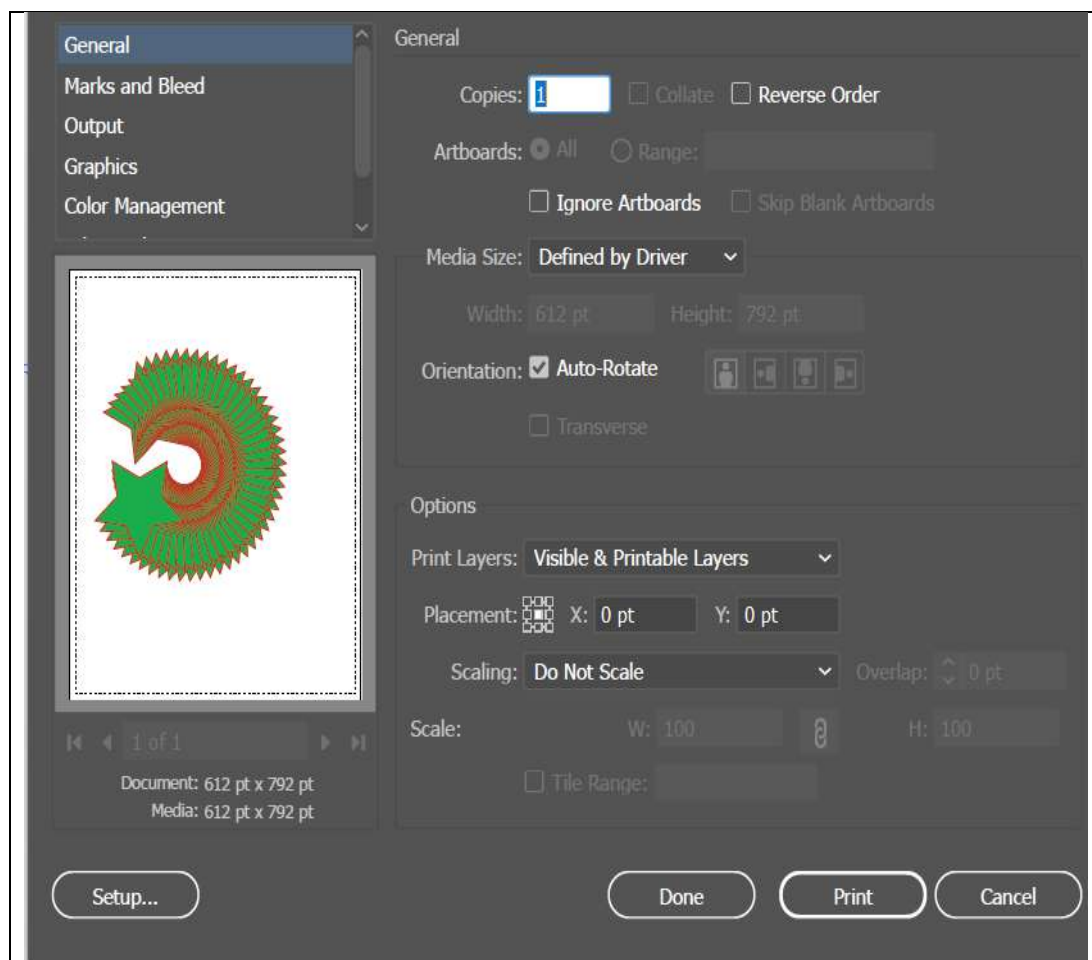 General
Marks and Bleed
Output
Graphics
Color Management
1 of 1
Document: 612 pt x 792 pt
Media: 612 pt x 792 pt
General
Copies: 1 Collate Reverse Order
Artboards: All Range:
Ignore Artboards Skip Blank Artboards
Media Size: Defined by Driver
Width: 612 pt Height: 792 pt
Orientation: Auto-Rotate
Transverse
Options
Print Layers: Visible & Printable Layers
Placement: X: 0 pt Y: 0 pt
Scaling: Do Not Scale Overlap: 0 pt
Scale: W: 100 H: 100
Tile Range:
Setup... Done Print Cancel